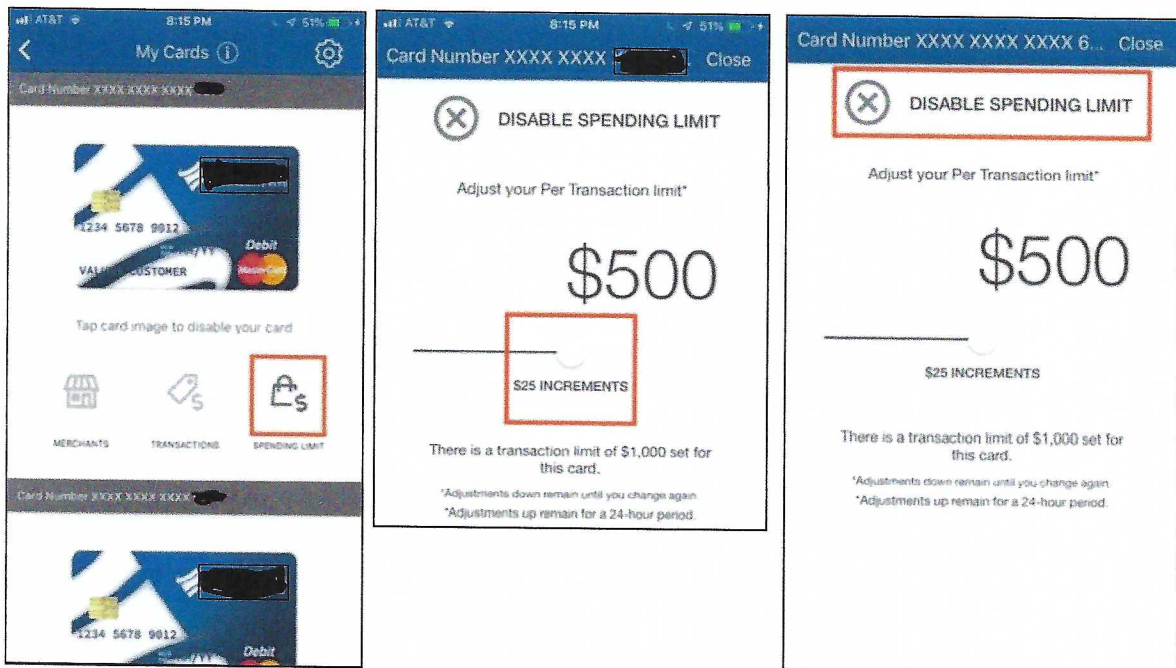 AT&T 8:15 PM 51%
My Cards
Card Number XXXX XXXX XXXX
1234 5678 9012
/YY
Debit
MasterCard
CUSTOMER
Tap card image to disable your card
MERCHANTS TRANSACTIONS SPENDING LIMIT
Card Number XXXX XXXX XXXX
1234 5678 9012
Debit
AT&T 8:15 PM 51%
Card Number XXXX XXXX Close
DISABLE SPENDING LIMIT
Adjust your Per Transaction limit*
$500
$25 INCREMENTS
There is a transaction limit of $1,000 set for
this card.
*Adjustments down remain until you change again
*Adjustments up remain for a 24-hour period.
Card Number XXXX XXXX XXXX 6... Close
DISABLE SPENDING LIMIT
Adjust your Per Transaction limit*
$500
$25 INCREMENTS
There is a transaction limit of $1,000 set for
this card.
*Adjustments down remain until you change again
*Adjustments up remain for a 24-hour period.